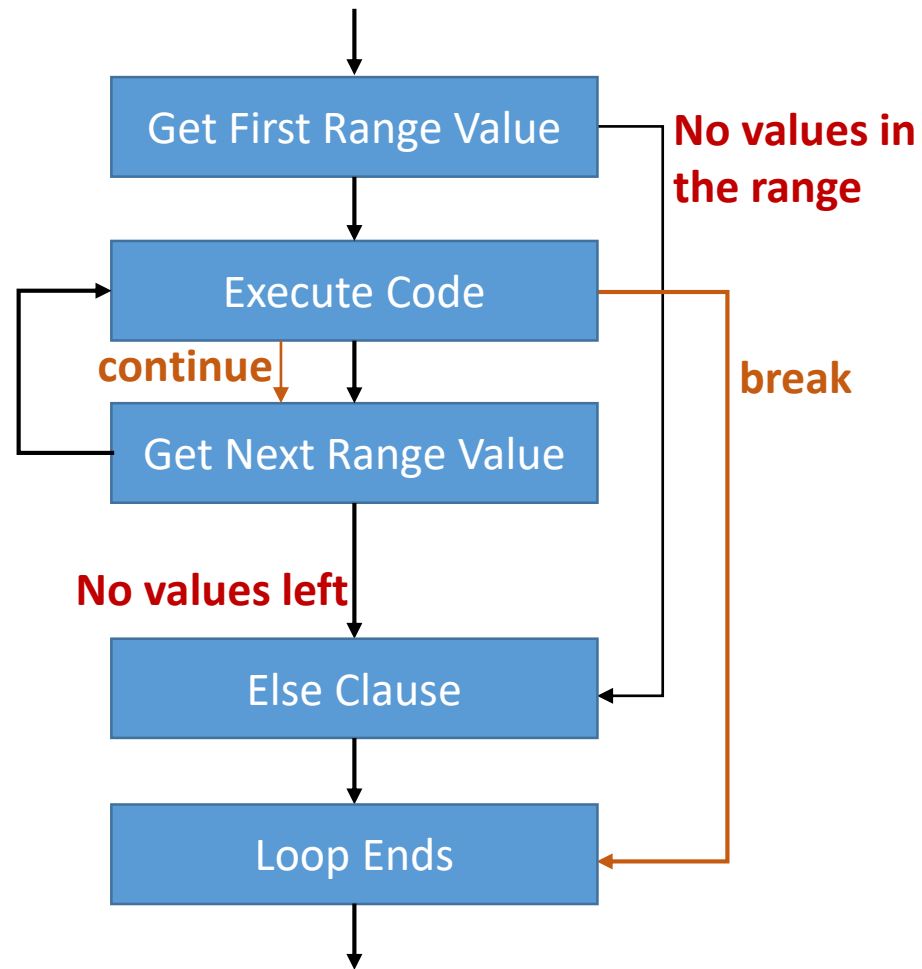 Get First Range Value
No values in
the range
Execute Code
continue
break
Get Next Range Value
No values left
Else Clause
Loop Ends